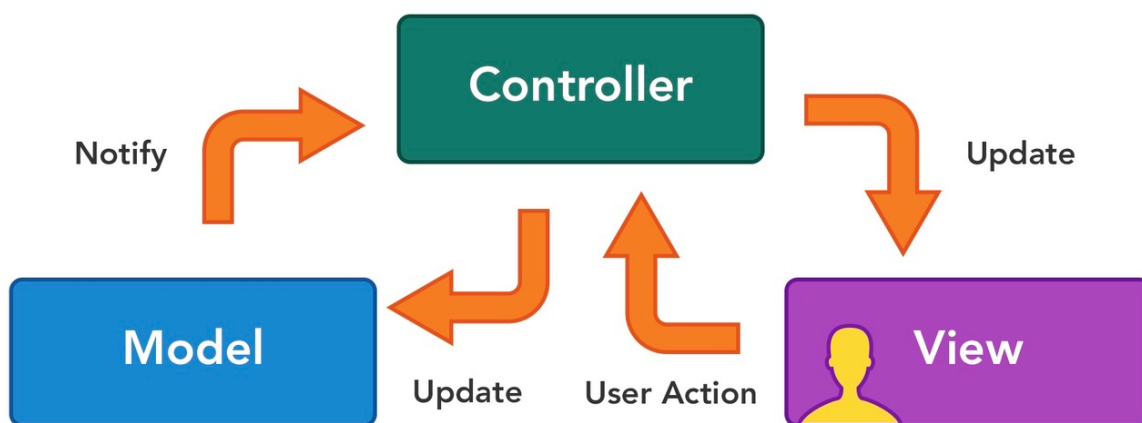 Controller
Notify
Update
Model
View
Update
User Action